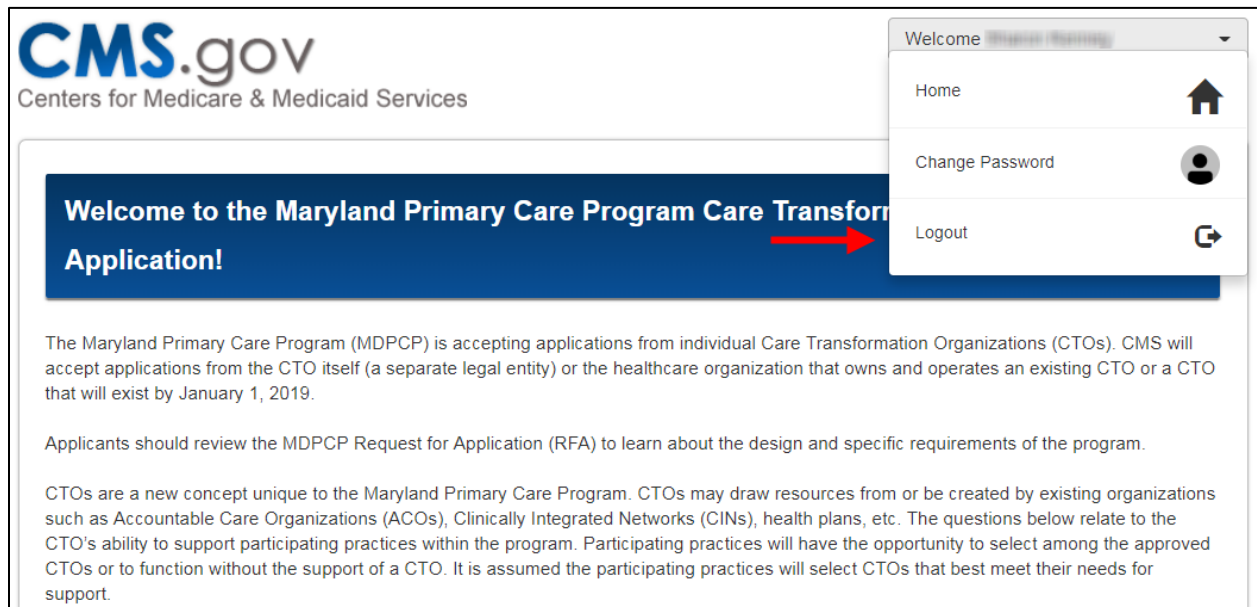 CMS.gov
Centers for Medicare & Medicaid Services
Welcome
Home
Change Password
Logout
Welcome to the Maryland Primary Care Program Care Transfor
Application!
The Maryland Primary Care Program (MDPCP) is accepting applications from individual Care Transformation Organizations (CTOs). CMS will
accept applications from the CTO itself (a separate legal entity) or the healthcare organization that owns and operates an existing CTO or a CTO
that will exist by January 1, 2019.
Applicants should review the MDPCP Request for Application (RFA) to learn about the design and specific requirements of the program.
CTOs are a new concept unique to the Maryland Primary Care Program. CTOs may draw resources from or be created by existing organizations
such as Accountable Care Organizations (ACOs), Clinically Integrated Networks (CINs), health plans, etc. The questions below relate to the
CTO's ability to support participating practices within the program. Participating practices will have the opportunity to select among the approved
CTOs or to function without the support of a CTO. It is assumed the participating practices will select CTOs that best meet their needs for
support.